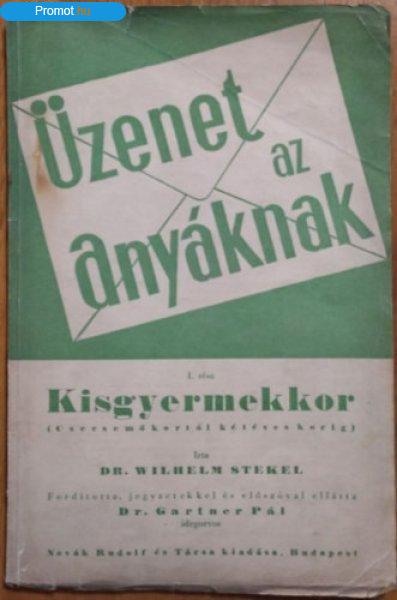 Promot.hu
Üzenet
az
anyáknak
I. rész
Kisgyermekkor
(Csecsemőkortól kétéves korig)
Irta
DR. WILHELM STEKEL
Fordította, jegyzetekkel és előszóval ellátta
Dr. Gartner Pál
idegorvos
Novák Rudolf és Társa kiadása, Budapest